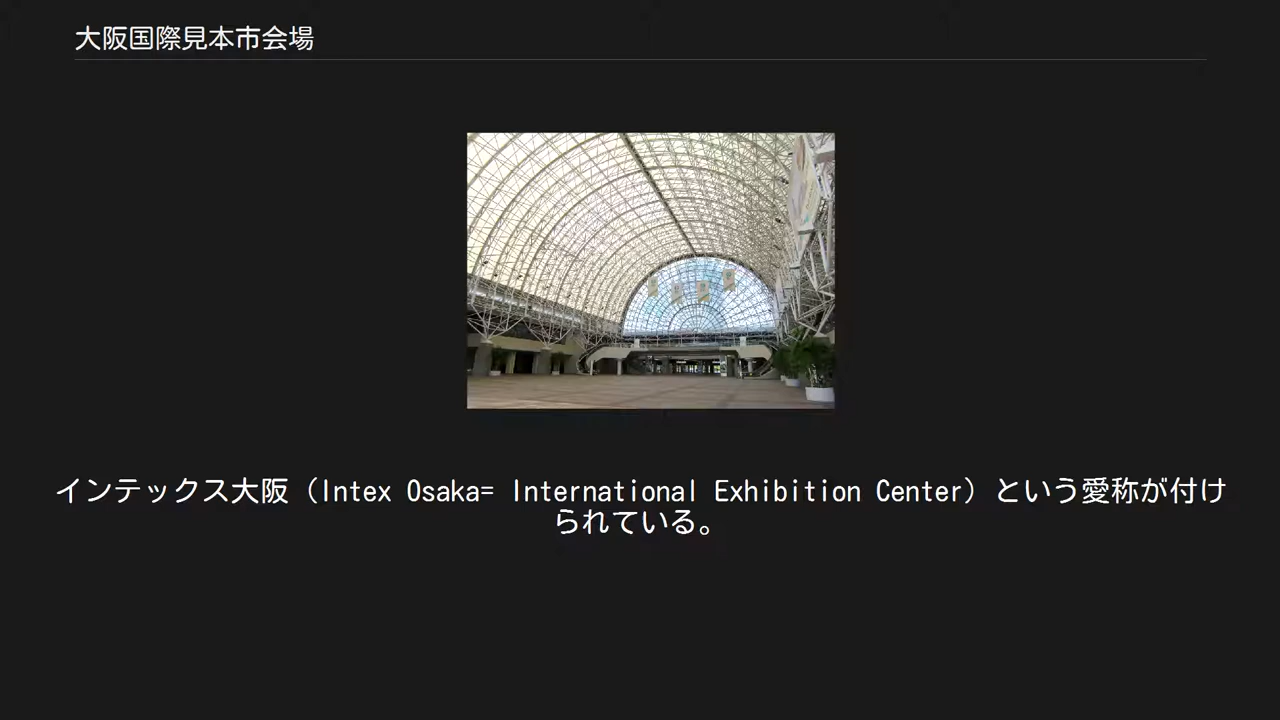 大阪国際見本市会場
インテックス大阪（Intex Osaka= International Exhibition Center）という愛称が付け
られている。